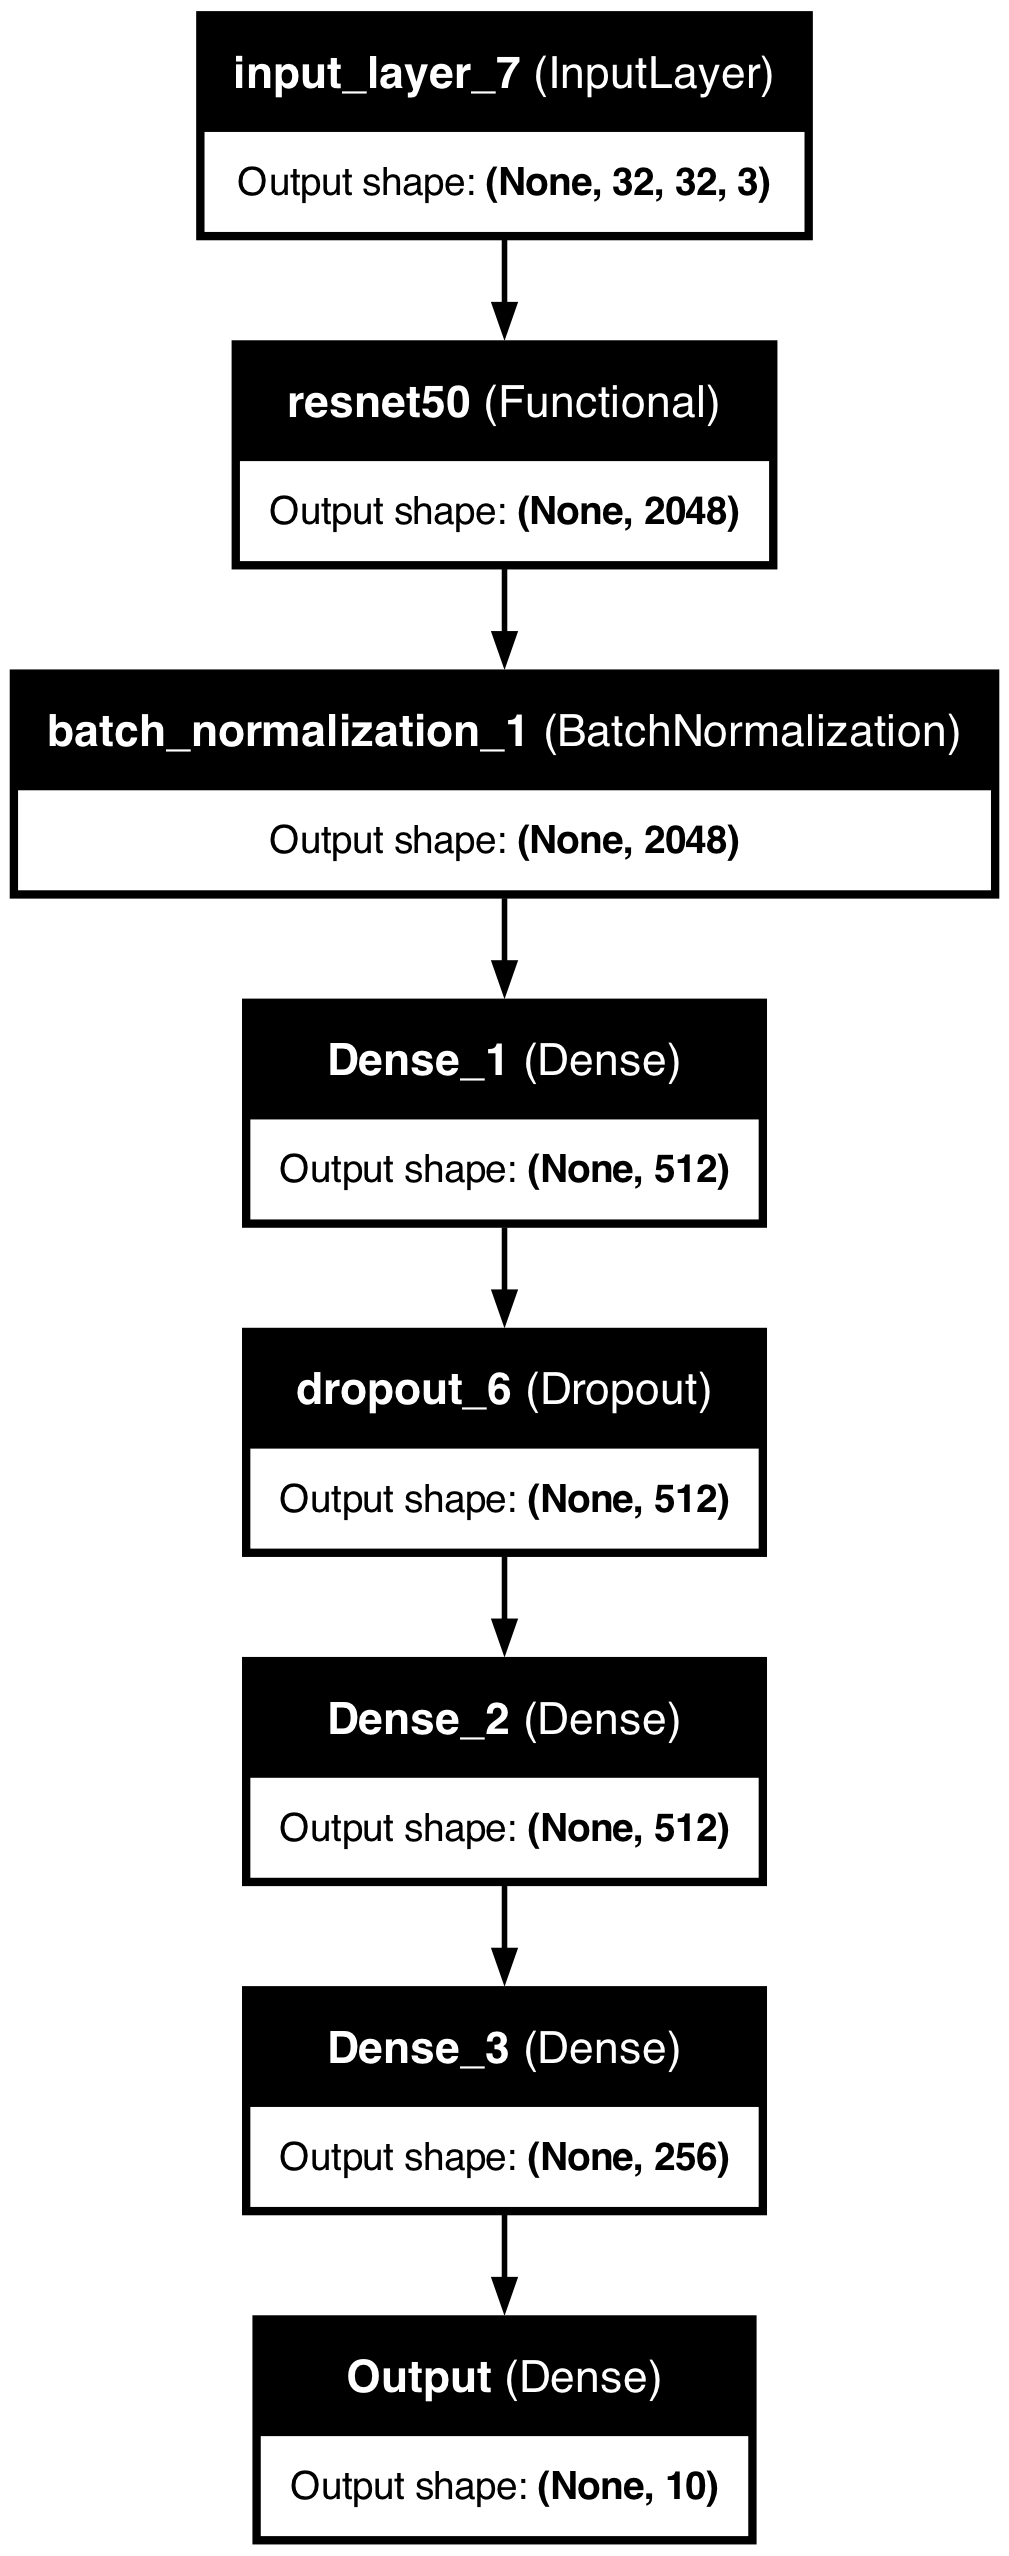 input_layer_7 (InputLayer)
Output shape: (None, 32, 32, 3)
resnet50 (Functional)
Output shape: (None, 2048)
batch_normalization_1 (BatchNormalization)
Output shape: (None, 2048)
Dense_1 (Dense)
Output shape: (None, 512)
dropout_6 (Dropout)
Output shape: (None, 512)
Dense_2 (Dense)
Output shape: (None, 512)
Dense_3 (Dense)
Output shape: (None, 256)
Output (Dense)
Output shape: (None, 10)